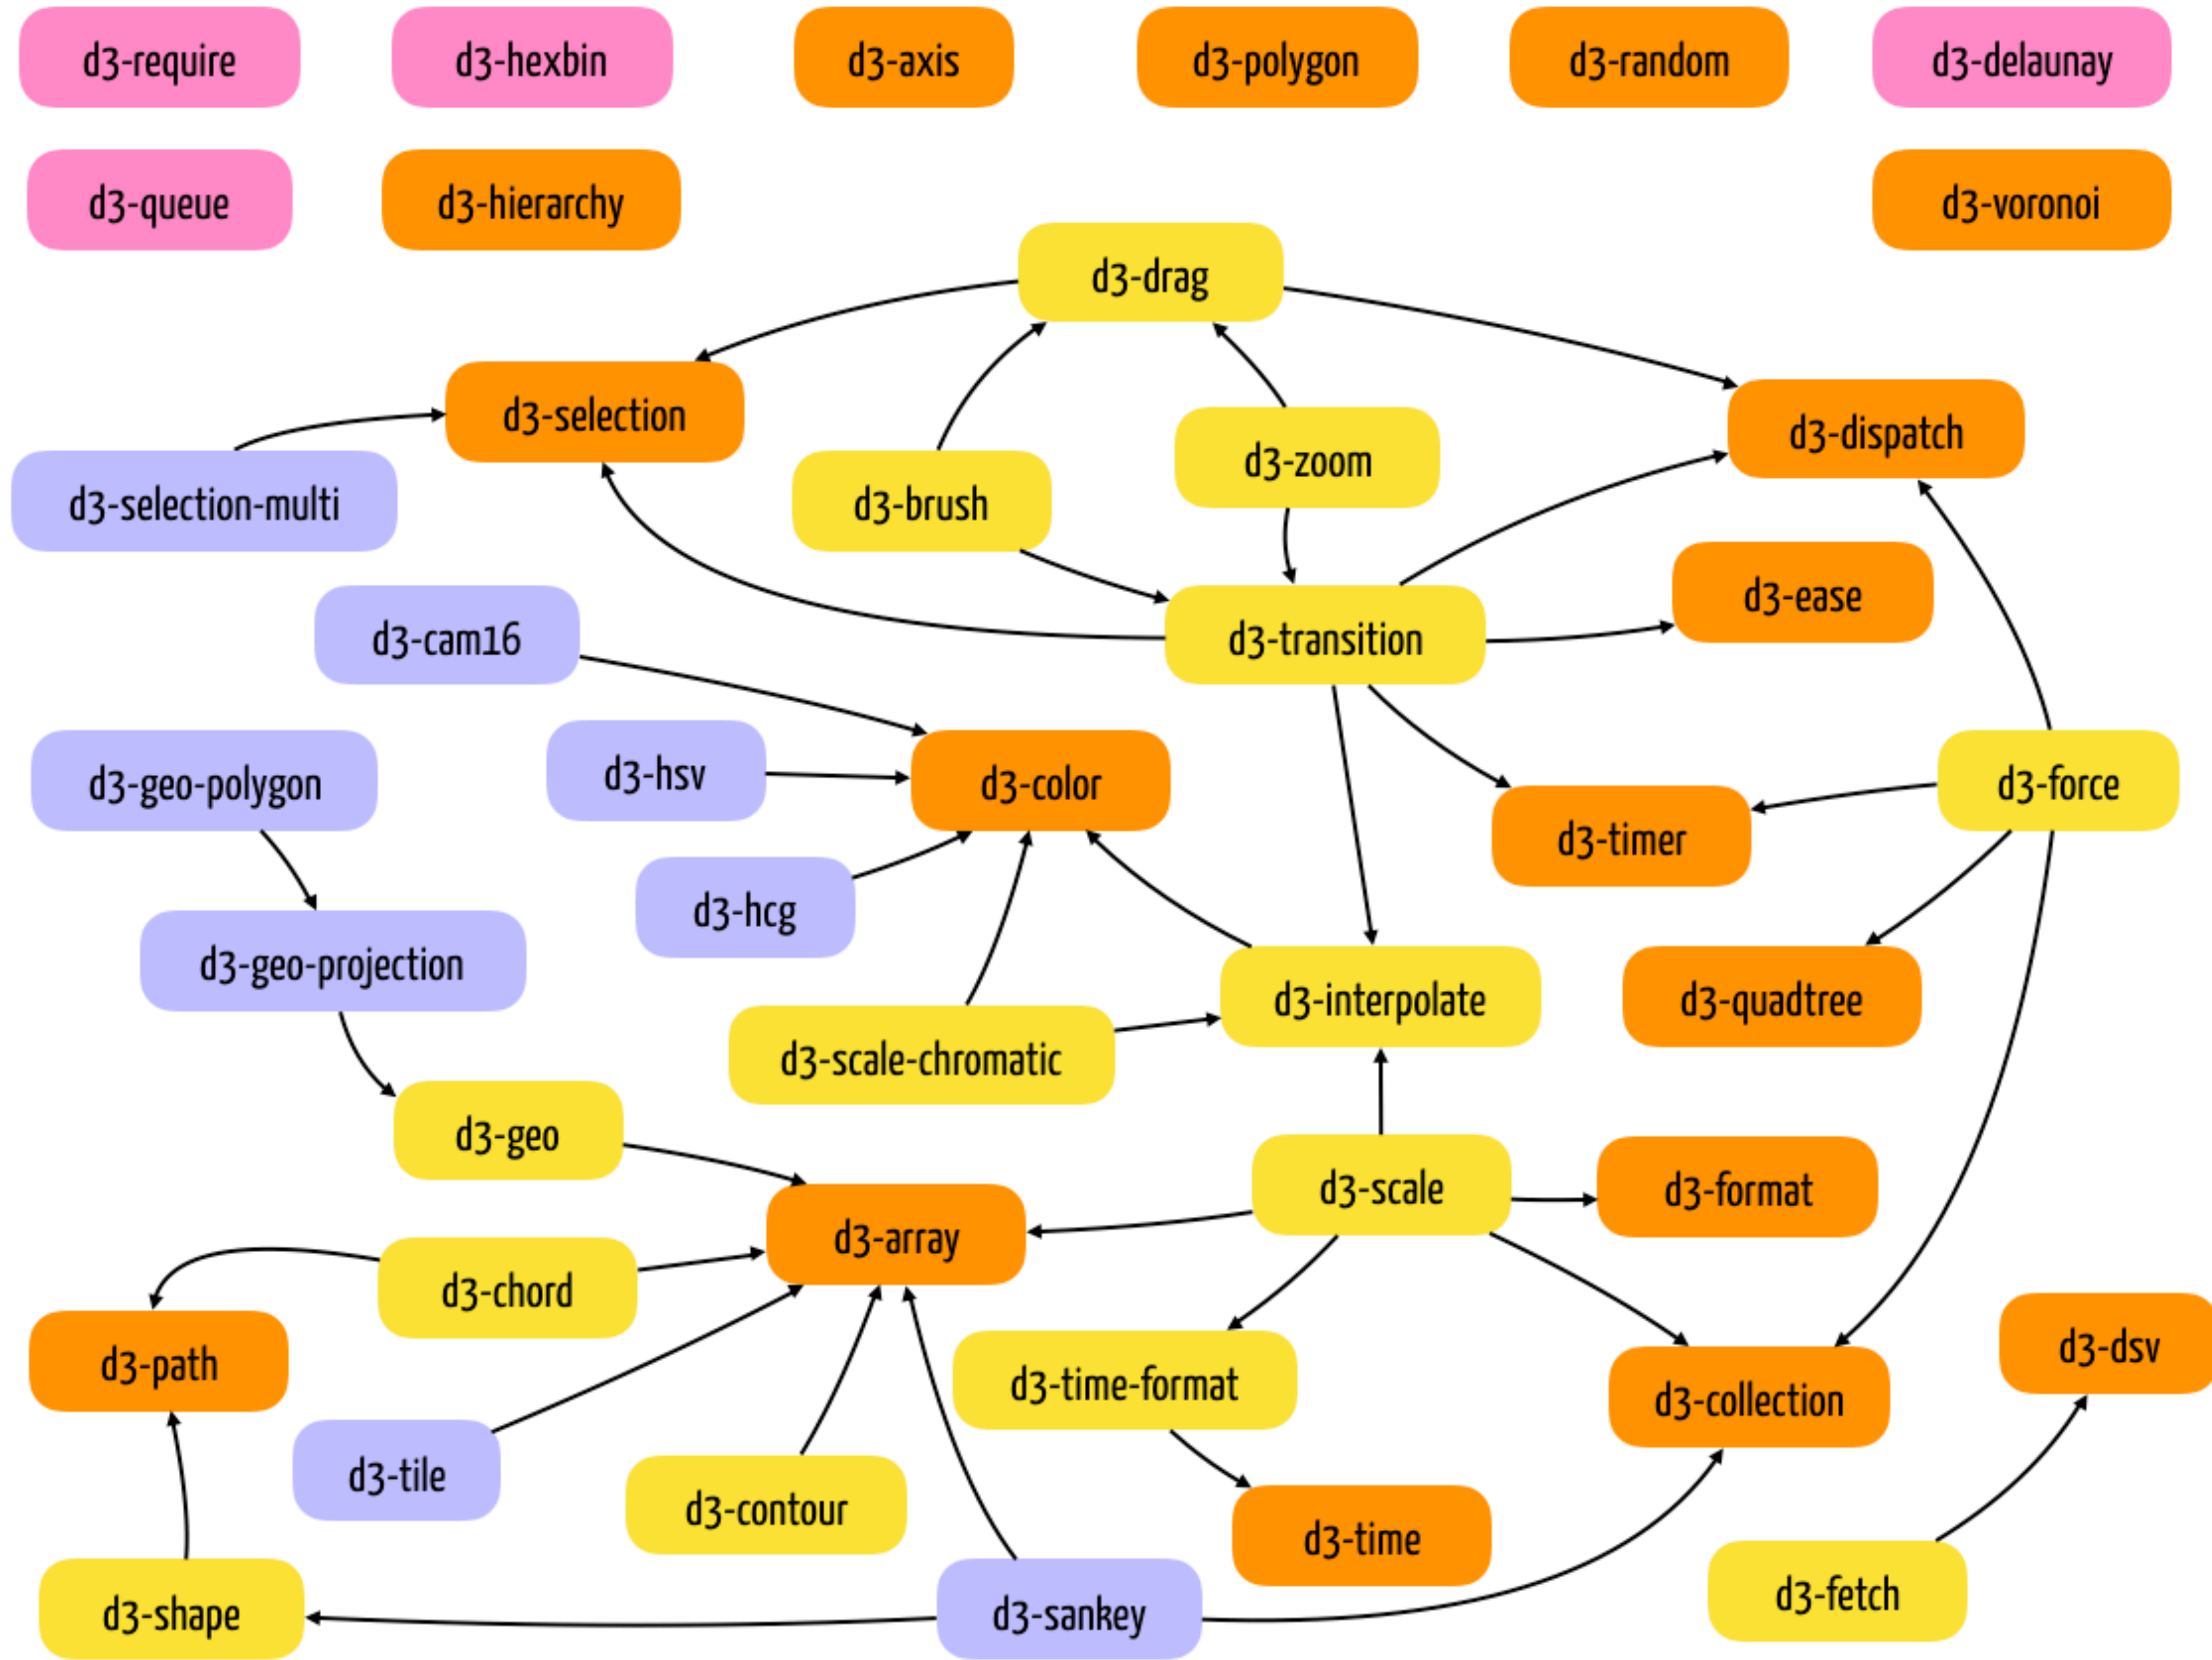 d3-require
d3-hexbin
d3-axis
d3-polygon
d3-random
d3-delaunay
d3-queue
d3-hierarchy
d3-voronoi
d3-drag
d3-selection
d3-dispatch
d3-zoom
d3-selection-multi
d3-brush
d3-ease
d3-cam16
d3-transition
d3-hsv
d3-geo-polygon
d3-color
d3-force
d3-timer
d3-hcg
d3-geo-projection
d3-interpolate
d3-quadtree
d3-scale-chromatic
d3-geo
d3-scale
d3-format
d3-array
d3-chord
d3-dsv
d3-path
d3-time-format
d3-collection
d3-tile
d3-contour
d3-time
d3-fetch
d3-shape
d3-sankey